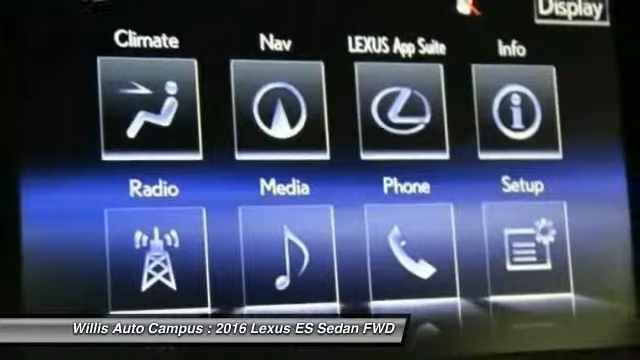 Display
Climate Nav LEXUS App Suite Info
Radio Media Phone Setup
Willis Auto Campus : 2016 Lexus ES Sedan FWD